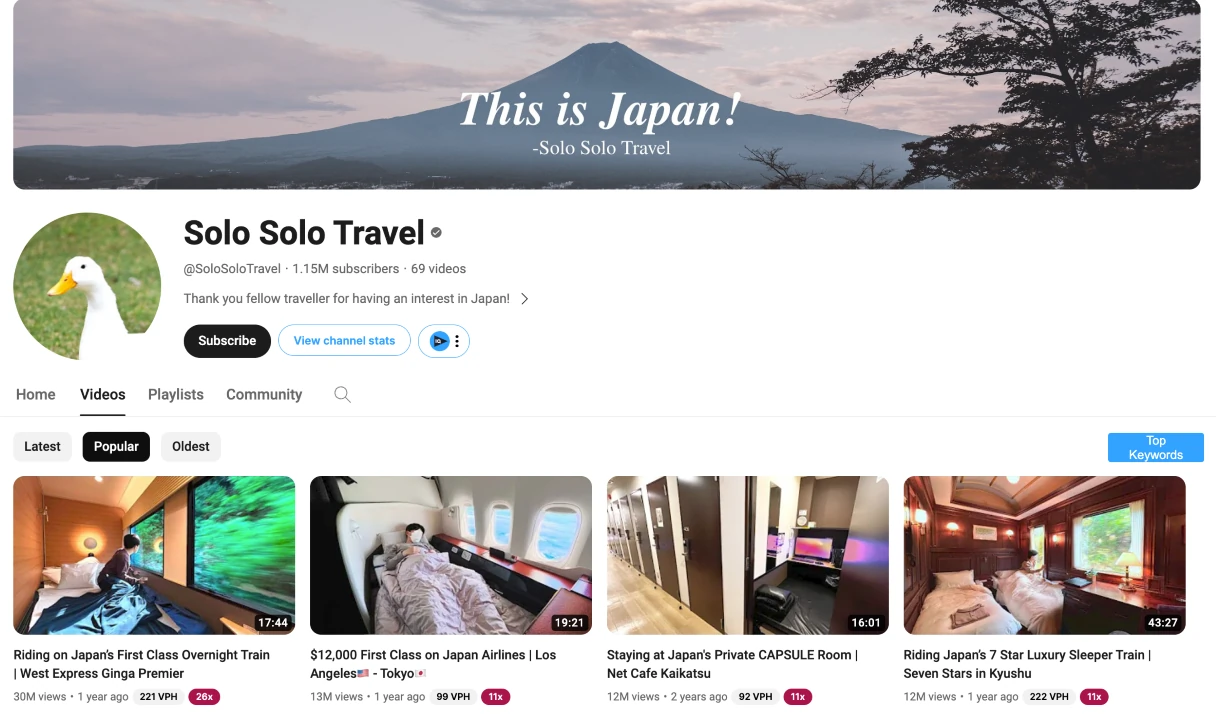 This is Japan!
-Solo Solo Travel
Solo Solo Travel
@SoloSoloTravel · 1.15M subscribers · 69 videos
Thank you fellow traveller for having an interest in Japan!
Subscribe
View channel stats
Home
Videos
Playlists
Community
Latest
Popular
Oldest
Top
Keywords
17:44
19:21
16:01
43:27
Riding on Japan's First Class Overnight Train
| West Express Ginga Premier
30M views • 1 year ago 221 VPH 26x
$12,000 First Class on Japan Airlines | Los
Angeles🇺🇸 - Tokyo🇯🇵
13M views • 1 year ago 99 VPH 11x
Staying at Japan's Private CAPSULE Room |
Net Cafe Kaikatsu
12M views • 2 years ago 92 VPH 11x
Riding Japan's 7 Star Luxury Sleeper Train |
Seven Stars in Kyushu
12M views • 1 year ago 222 VPH 11x